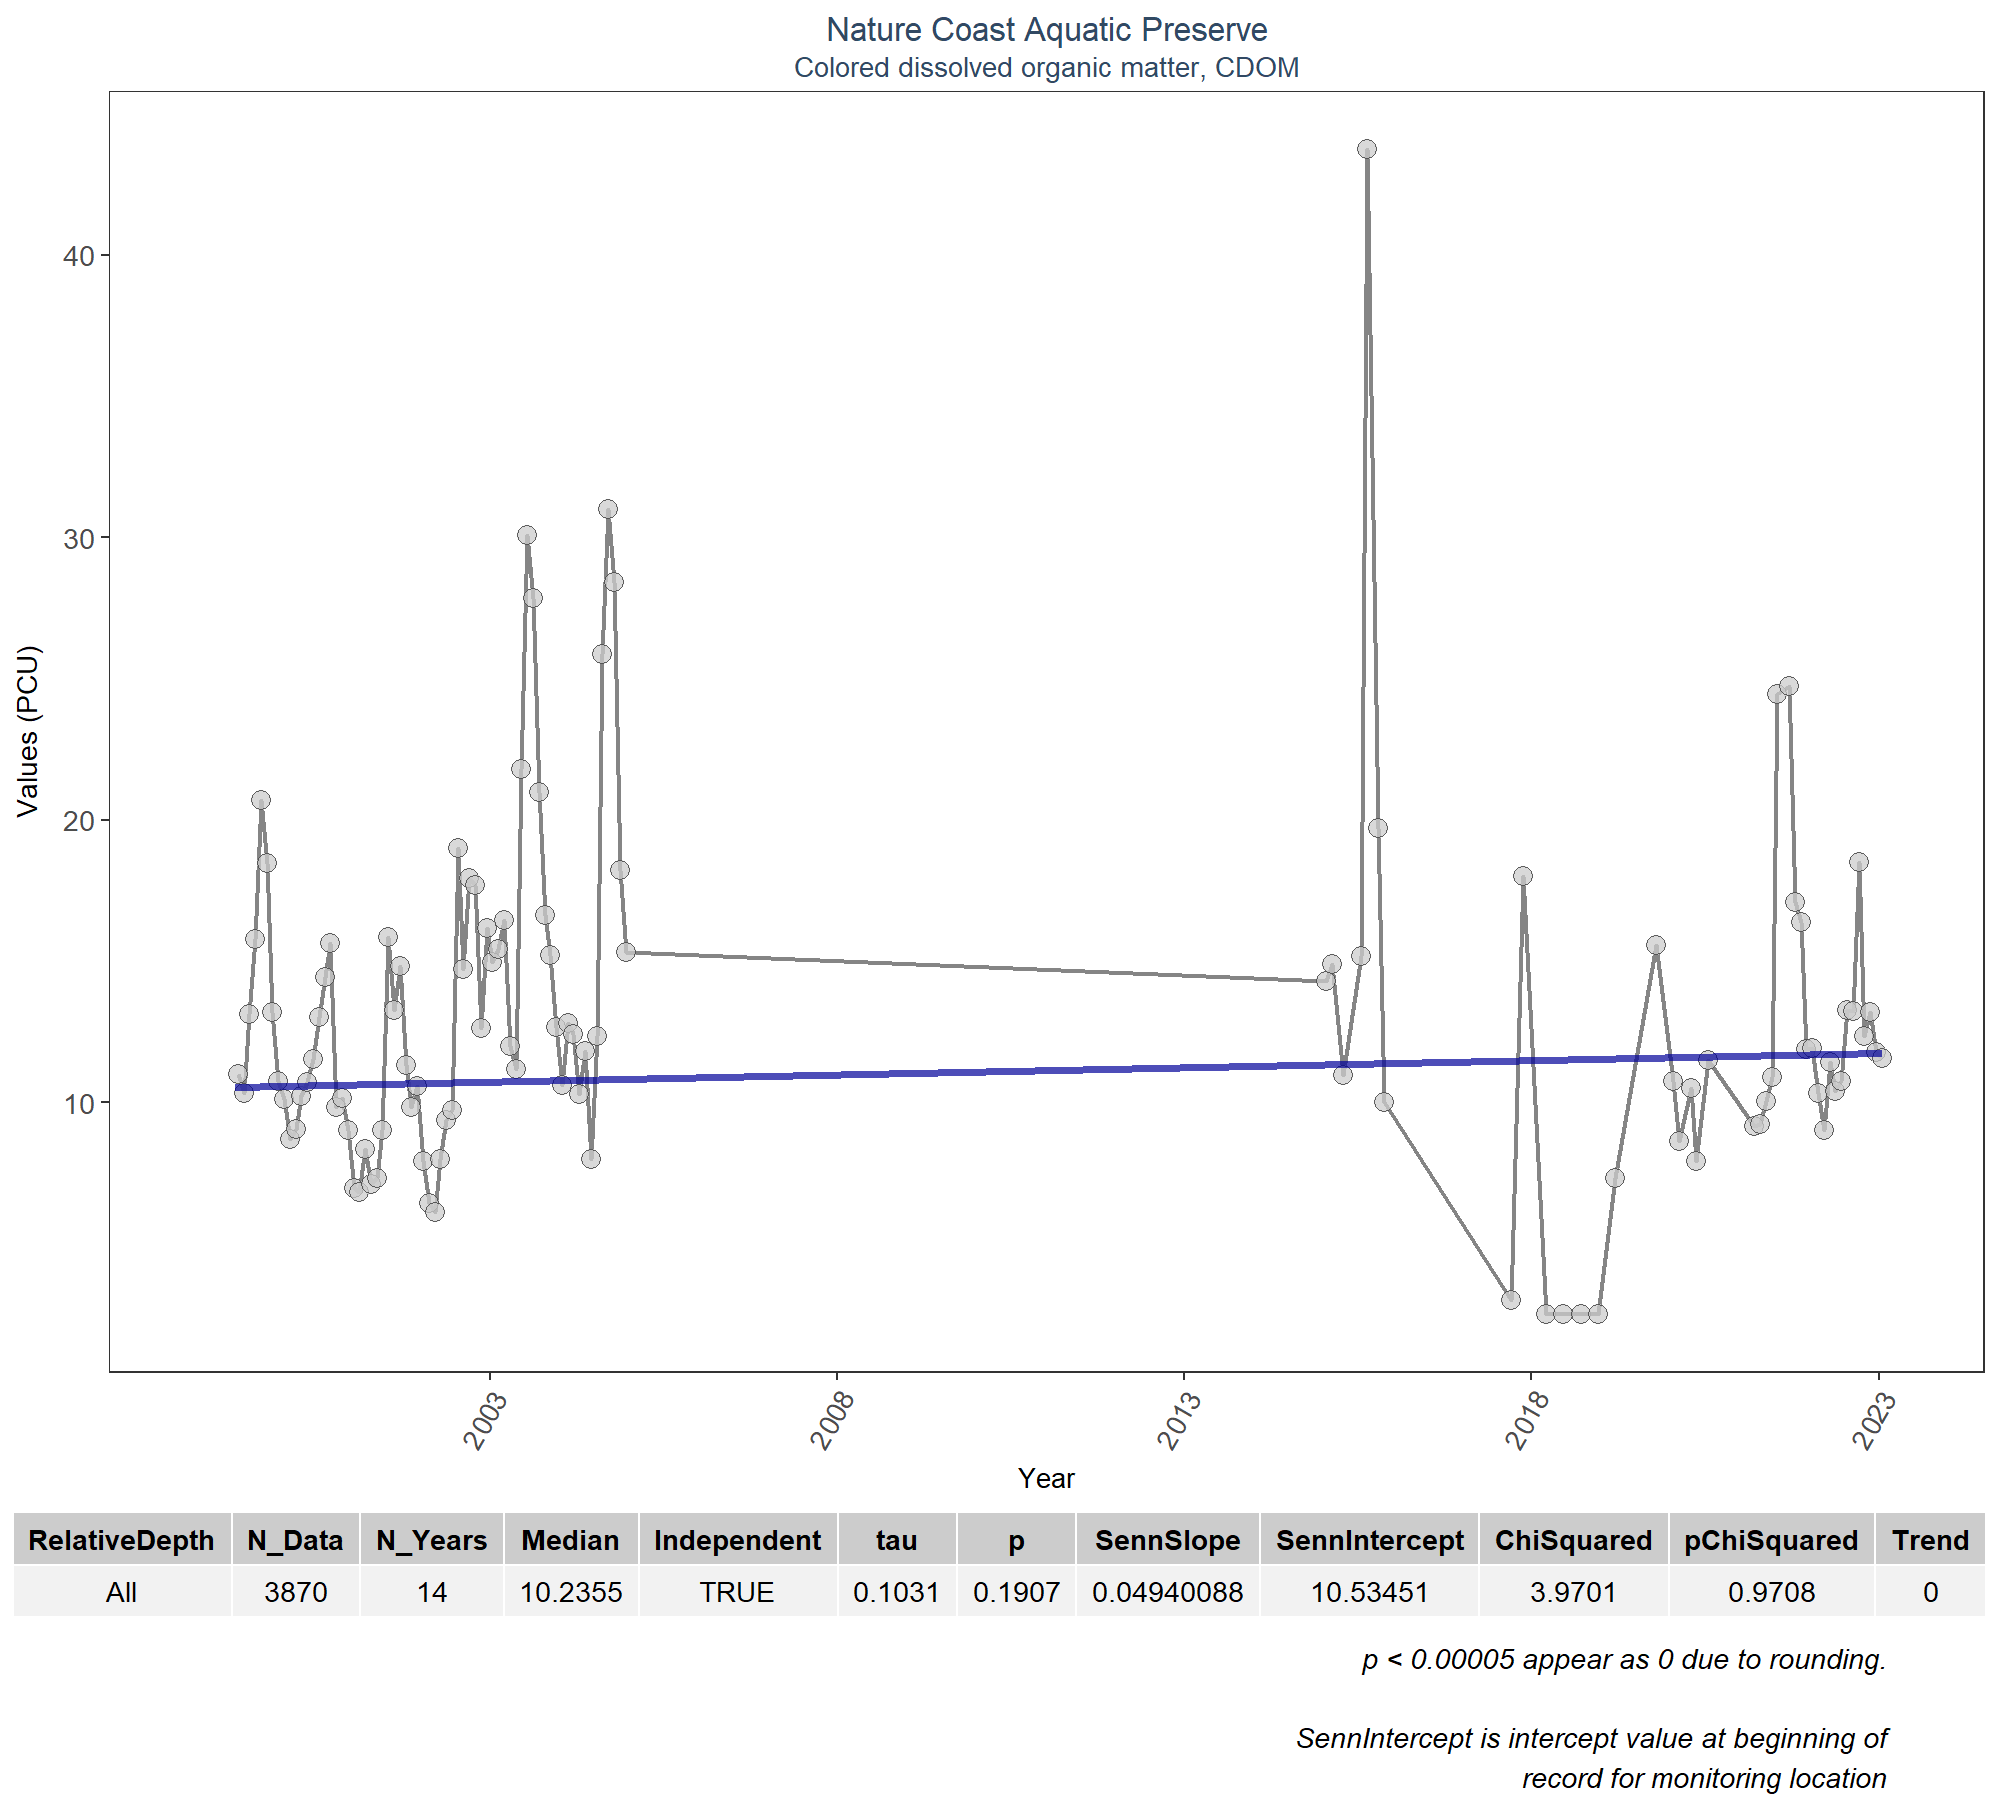 Nature Coast Aquatic Preserve
Colored dissolved organic matter, CDOM
Values (PCU)
40
30
20
10
2003 2008 2013 2018 2023
Year
RelativeDepth N_Data N_Years Median Independent tau p SennSlope SennIntercept ChiSquared pChiSquared Trend
All 3870 14 10.2355 TRUE 0.1031 0.1907 0.04940088 10.53451 3.9701 0.9708 0
p < 0.00005 appear as 0 due to rounding.
SennIntercept is intercept value at beginning of
record for monitoring location